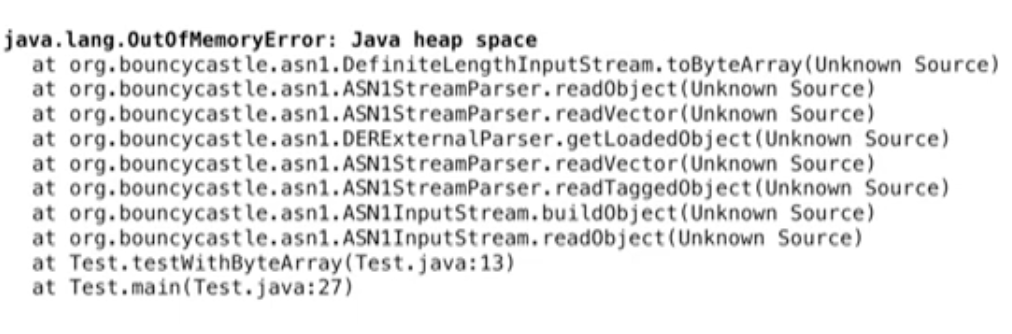 java.lang.OutOfMemoryError: Java heap space
at org.bouncycastle.asn1.DefiniteLengthInputStream.toByteArray(Unknown Source)
at org.bouncycastle.asn1.ASN1StreamParser.readObject(Unknown Source)
at org.bouncycastle.asn1.ASN1StreamParser.readVector(Unknown Source)
at org.bouncycastle.asn1.DERExternalParser.getLoadedObject(Unknown Source)
at org.bouncycastle.asn1.ASN1StreamParser.readVector(Unknown Source)
at org.bouncycastle.asn1.ASN1StreamParser.readTaggedObject(Unknown Source)
at org.bouncycastle.asn1.ASN1InputStream.buildObject(Unknown Source)
at org.bouncycastle.asn1.ASN1InputStream.readObject(Unknown Source)
at Test.testWithByteArray(Test.java:13)
at Test.main(Test.java:27)